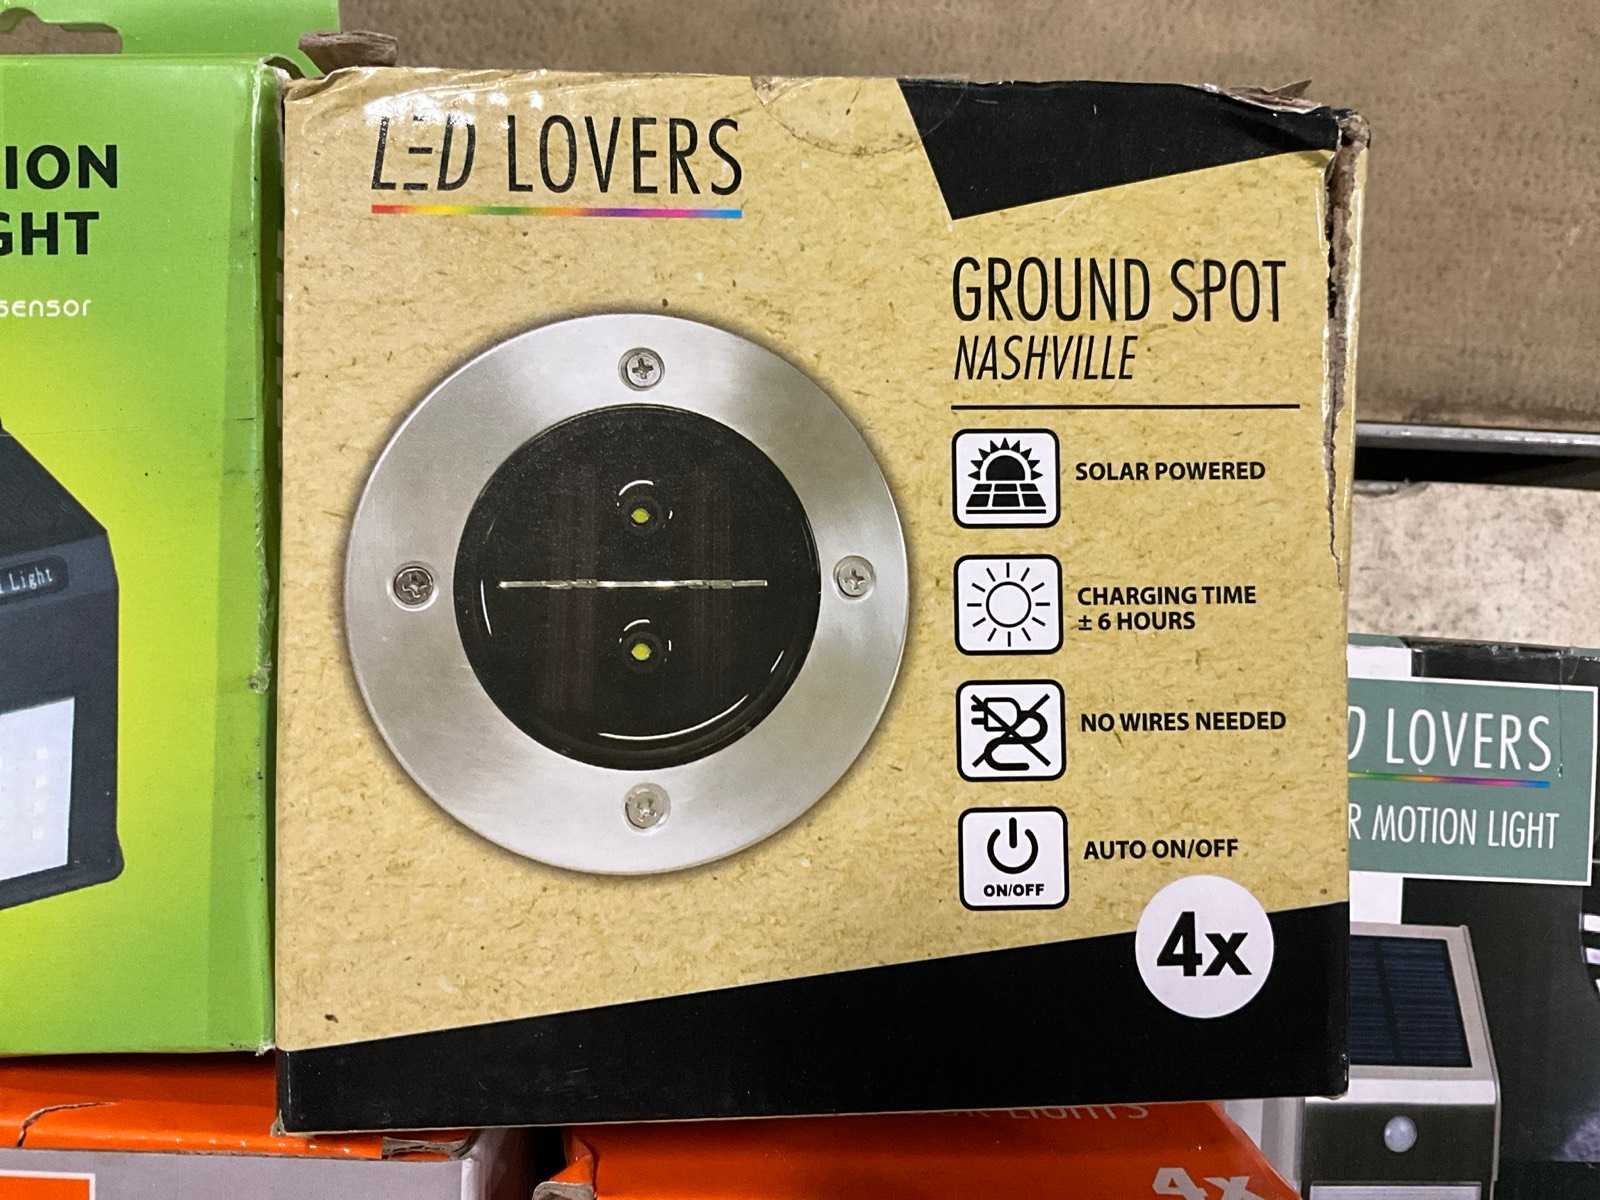 ION
GHT
sensor
Light
LED LOVERS
GROUND SPOT
NASHVILLE
SOLAR POWERED
CHARGING TIME
± 6 HOURS
NO WIRES NEEDED
ON/OFF
AUTO ON/OFF
4x
D LOVERS
R MOTION LIGHT
LIGHTS
4x